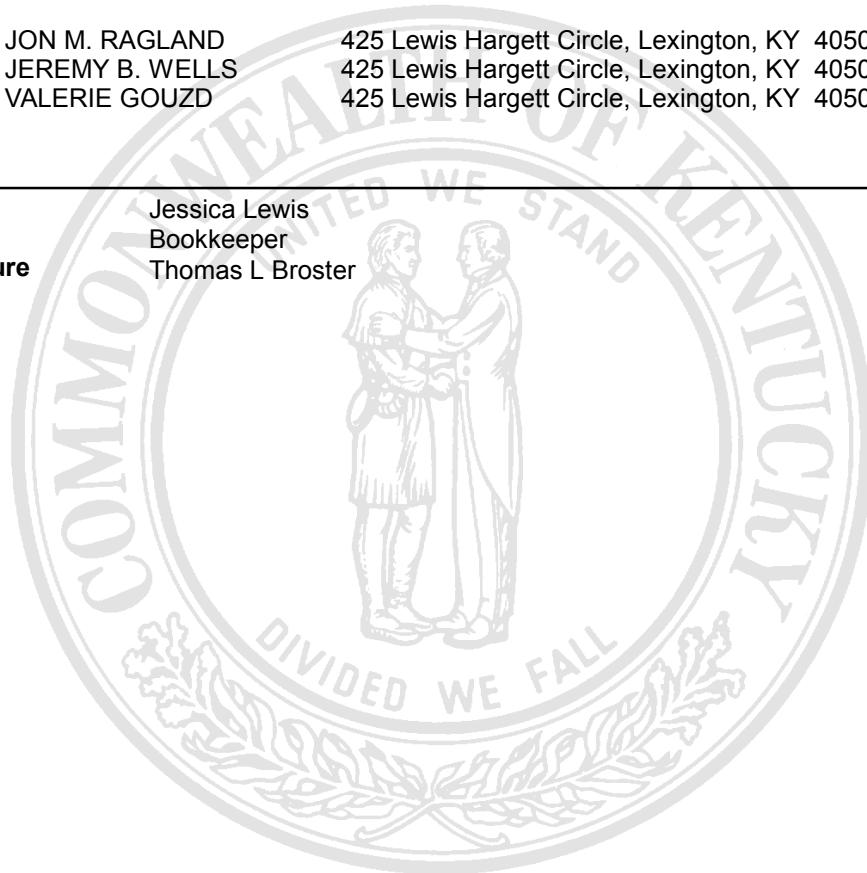 JON M. RAGLAND 425 Lewis Hargett Circle, Lexington, KY 4050
JEREMY B. WELLS 425 Lewis Hargett Circle, Lexington, KY 4050
VALERIE GOUZD 425 Lewis Hargett Circle, Lexington, KY 4050
Jessica Lewis
Bookkeeper
ure Thomas L Broster
COMMONWEALTH OF KENTUCKY
UNITED WE STAND
DIVIDED WE FALL